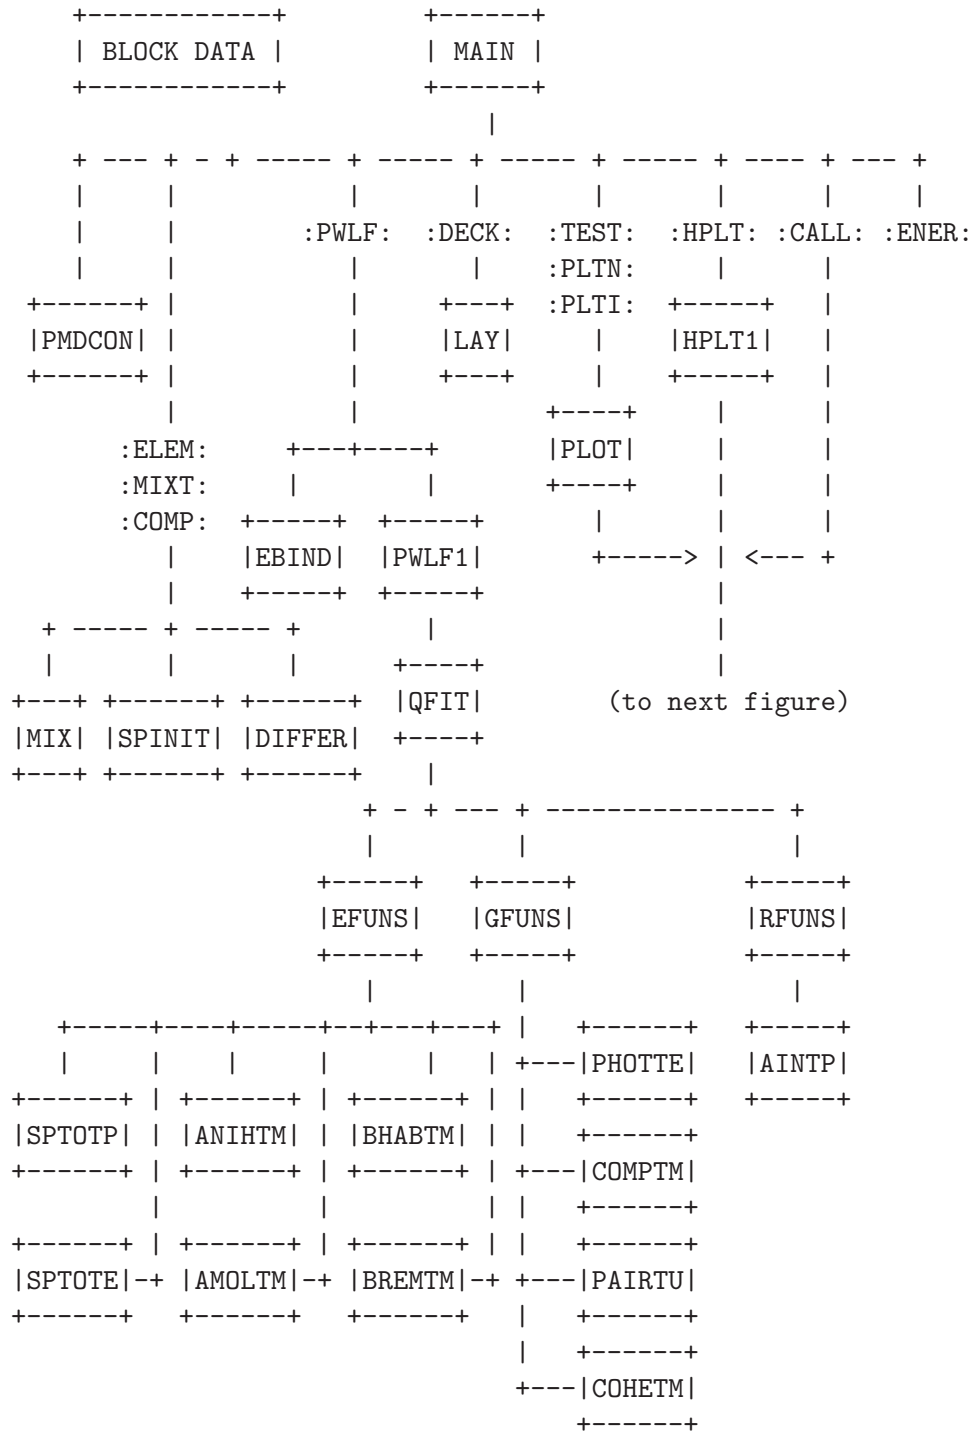 +------------+              +------+
| BLOCK DATA |              | MAIN |
+------------+              +------+
                                |
    + --- + - + ----- + ----- + ----- + ----- + ---- + --- +
    |     |           |       |       |       |      |     |
    |     |        :PWLF:  :DECK:  :TEST:  :HPLT: :CALL: :ENER:
    |     |           |       |    :PLTN:     |      |
 +------+ |           |     +---+  :PLTI:  +-----+   |
 |PMDCON| |           |     |LAY|     |    |HPLT1|   |
 +------+ |           |     +---+     |    +-----+   |
          |           |            +----+     |      |
       :ELEM:     +---+----+       |PLOT|     |      |
       :MIXT:     |        |       +----+     |      |
       :COMP:  +-----+  +-----+       |       |      |
          |    |EBIND|  |PWLF1|       +-----> | <--- +
          |    +-----+  +-----+               |
  + ----- + ----- +        |                  |
  |       |       |      +----+               |
+---+ +------+ +------+  |QFIT|        (to next figure)
|MIX| |SPINIT| |DIFFER|  +----+
+---+ +------+ +------+    |
                       + - + --- + --------------- +
                       |         |                 |
                    +-----+   +-----+           +-----+
                    |EFUNS|   |GFUNS|           |RFUNS|
                    +-----+   +-----+           +-----+
                       |         |                 |
   +-----+----+-----+--+---+---+ |   +------+   +-----+
   |     |    |     |      |   | +---|PHOTTE|   |AINTP|
+------+ | +------+ | +------+ | |   +------+   +-----+
|SPTOTP| | |ANIHTM| | |BHABTM| | |   +------+
+------+ | +------+ | +------+ | +---|COMPTM|
         |          |          | |   +------+
+------+ | +------+ | +------+ | |   +------+
|SPTOTE|-+ |AMOLTM|-+ |BREMTM|-+ +---|PAIRTU|
+------+   +------+   +------+   |   +------+
                                 |   +------+
                                 +---|COHETM|
                                     +------+